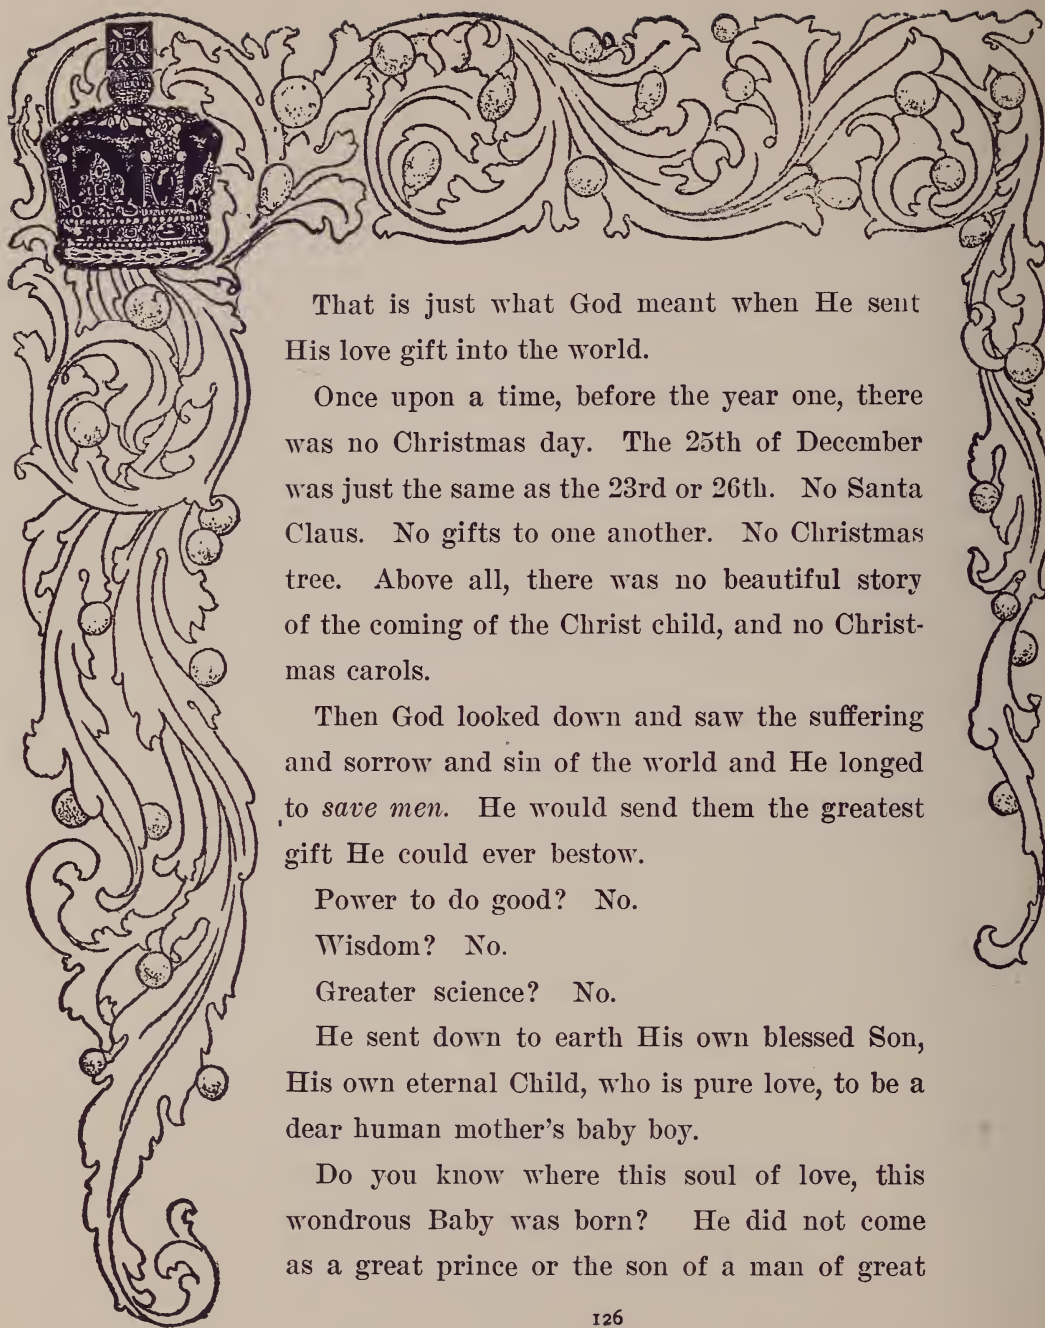 That is just what God meant when He sent
His love gift into the world.
Once upon a time, before the year one, there
was no Christmas day. The 25th of December
was just the same as the 23rd or 26th. No Santa
Claus. No gifts to one another. No Christmas
tree. Above all, there was no beautiful story
of the coming of the Christ child, and no Christ-
mas carols.
Then God looked down and saw the suffering
and sorrow and sin of the world and He longed
to save men. He would send them the greatest
gift He could ever bestow.
Power to do good? No.
Wisdom? No.
Greater science? No.
He sent down to earth His own blessed Son,
His own eternal Child, who is pure love, to be a
dear human mother's baby boy.
Do you know where this soul of love, this
wondrous Baby was born? He did not come
as a great prince or the son of a man of great
126